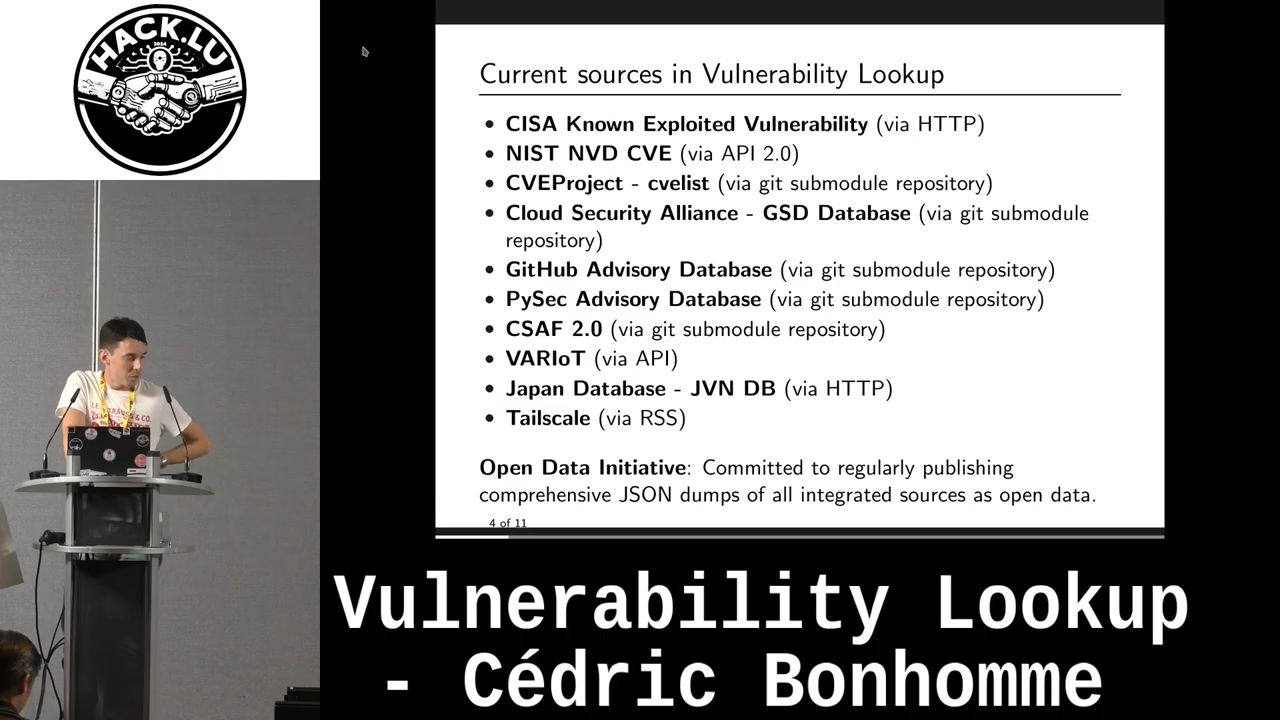 HACK.LU
2024
Current sources in Vulnerability Lookup
• CISA Known Exploited Vulnerability (via HTTP)
• NIST NVD CVE (via API 2.0)
• CVEProject - cvelist (via git submodule repository)
• Cloud Security Alliance - GSD Database (via git submodule
repository)
• GitHub Advisory Database (via git submodule repository)
• PySec Advisory Database (via git submodule repository)
• CSAF 2.0 (via git submodule repository)
• VARIoT (via API)
• Japan Database - JVN DB (via HTTP)
• Tailscale (via RSS)
Open Data Initiative: Committed to regularly publishing
comprehensive JSON dumps of all integrated sources as open data.
4 of 11
Vulnerability Lookup
- Cédric Bonhomme